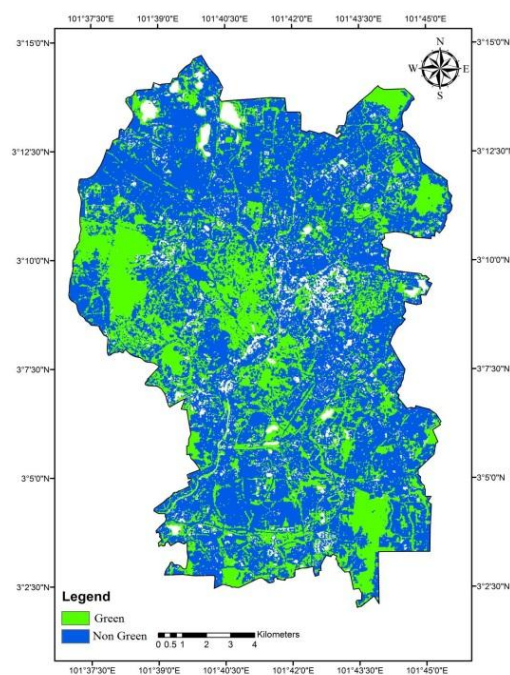 101°37'30"E 101°39'0"E 101°40'30"E 101°42'0"E 101°43'30"E 101°45'0"E
3°15'0"N 3°15'0"N
N
W E
S
3°12'30"N 3°12'30"N
3°10'0"N 3°10'0"N
3°7'30"N 3°7'30"N
3°5'0"N 3°5'0"N
3°2'30"N 3°2'30"N
Legend
Green
Non Green
Kilometers
0 0.5 1 2 3 4
101°37'30"E 101°39'0"E 101°40'30"E 101°42'0"E 101°43'30"E 101°45'0"E